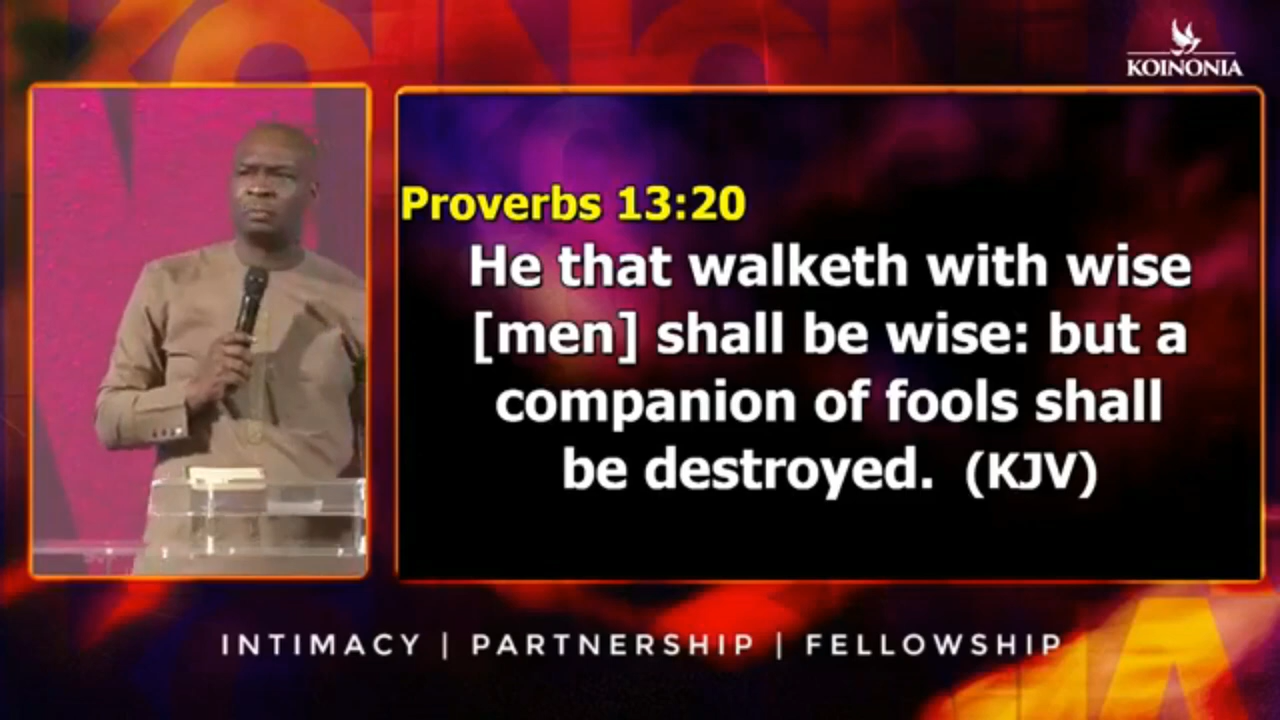 KOINONIA
Proverbs 13:20
He that walketh with wise
[men] shall be wise: but a
companion of fools shall
be destroyed. (KJV)
INTIMACY | PARTNERSHIP | FELLOWSHIP